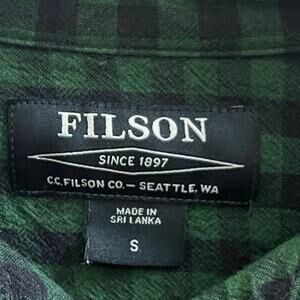 FILSON
SINCE 1897
C.C. FILSON CO. — SEATTLE, WA
MADE IN
SRI LANKA
S